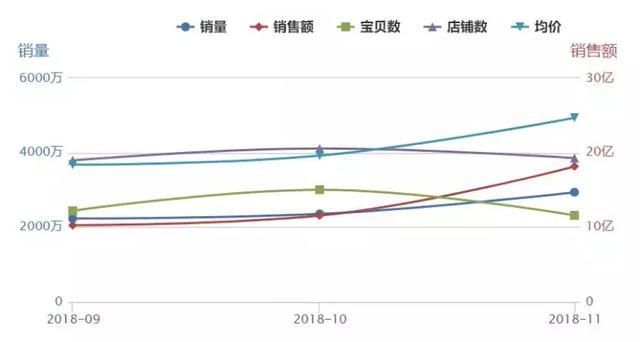 销量 销售额 宝贝数 店铺数 均价
销量 销售额
6000万 30亿
4000万 20亿
2000万 10亿
0 0
2018-09 2018-10 2018-11